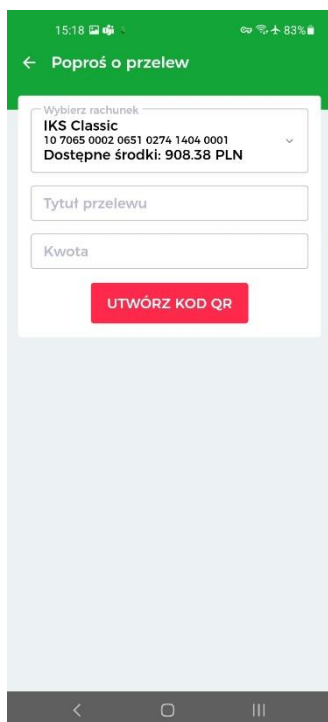 15:18
83%
Poproś o przelew
Wybierz rachunek
IKS Classic
10 7065 0002 0651 0274 1404 0001
Dostępne środki: 908.38 PLN
Tytuł przelewu
Kwota
UTWÓRZ KOD QR